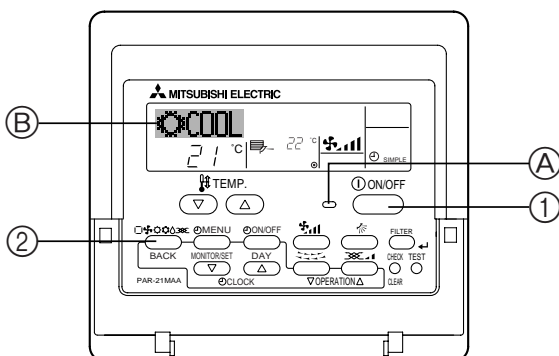 MITSUBISHI ELECTRIC
B COOL
21 °C 22 °C
SIMPLE
A
TEMP. ON/OFF
1
2 MENU ON/OFF FILTER
BACK MONITOR/SET DAY CHECK TEST
PAR-21MAA CLOCK OPERATION CLEAR